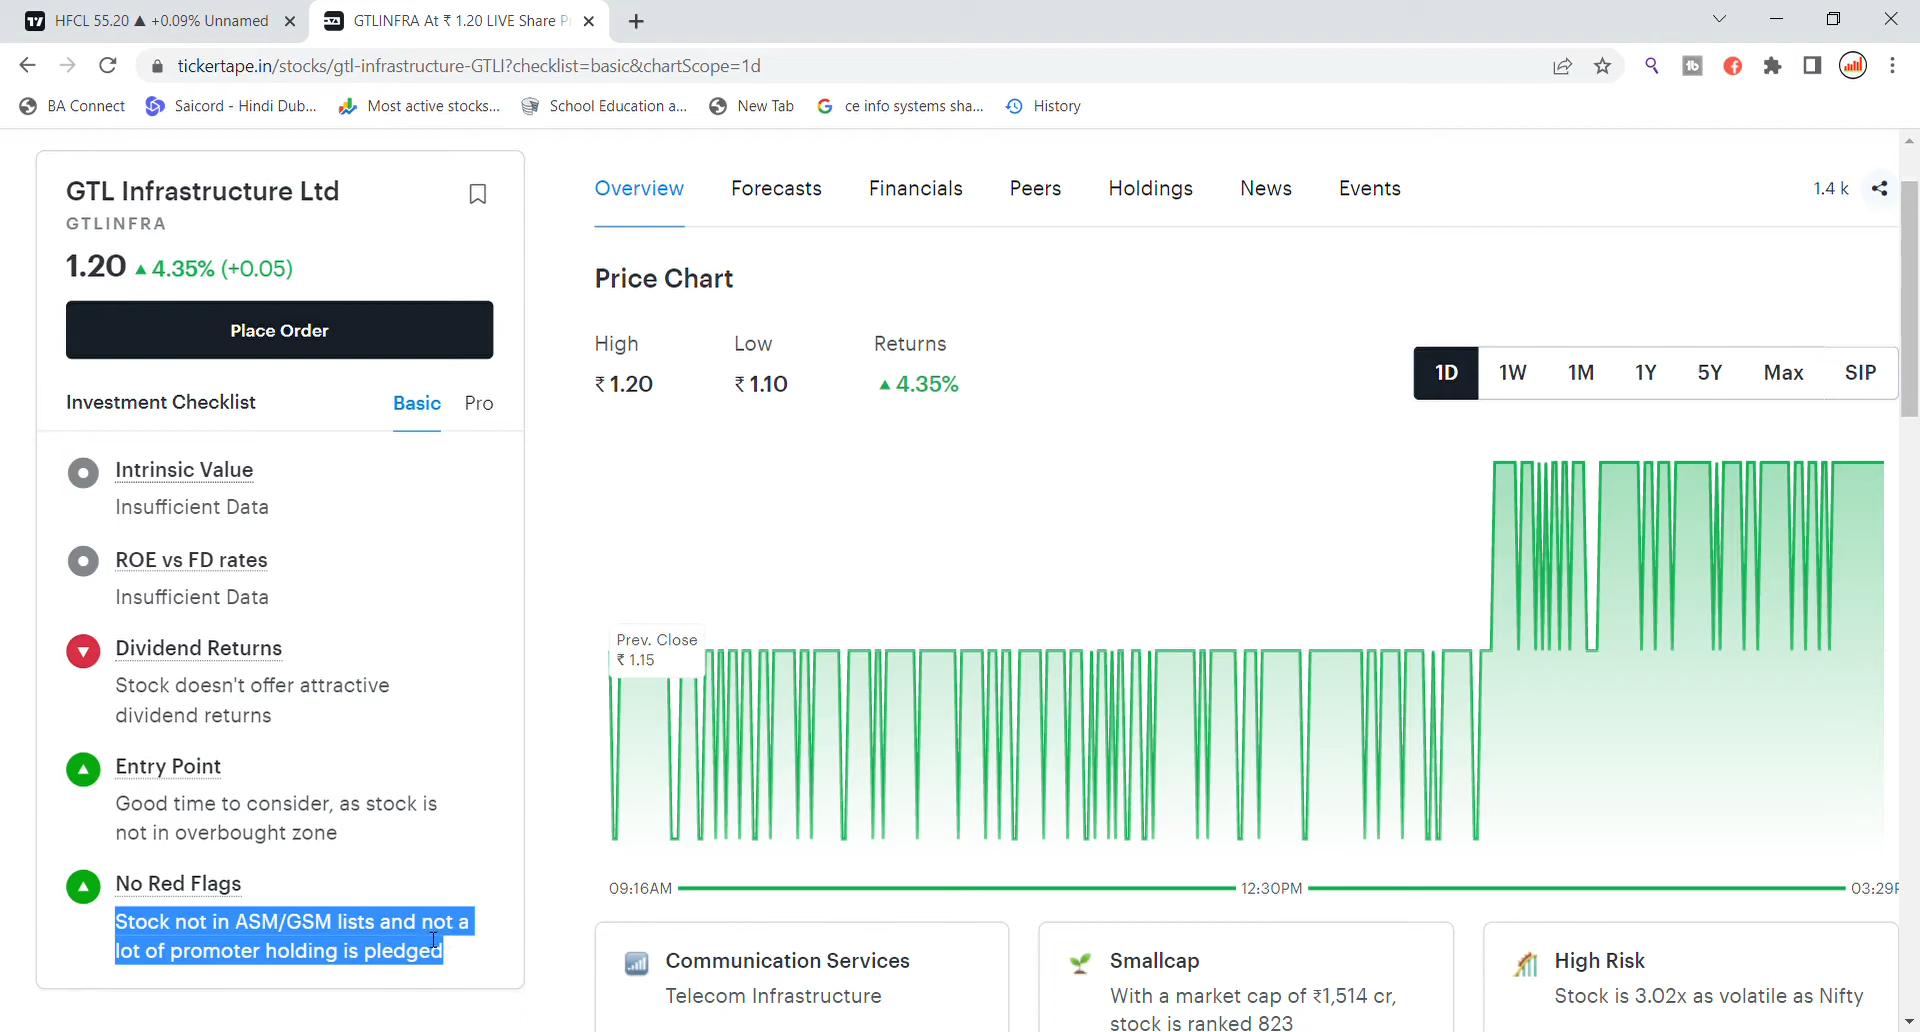 HFCL 55.20 ▲ +0.09% Unnamed
GTLINFRA At ₹ 1.20 LIVE Share P
tickertape.in/stocks/gtl-infrastructure-GTLI?checklist=basic&chartScope=1d
BA Connect
Saicord - Hindi Dub...
Most active stocks...
School Education a...
New Tab
ce info systems sha...
History
GTL Infrastructure Ltd
GTLINFRA
1.20 ▲ 4.35% (+0.05)
Place Order
Investment Checklist
Basic
Pro
Intrinsic Value
Insufficient Data
ROE vs FD rates
Insufficient Data
Dividend Returns
Stock doesn't offer attractive
dividend returns
Entry Point
Good time to consider, as stock is
not in overbought zone
No Red Flags
Stock not in ASM/GSM lists and not a
lot of promoter holding is pledged
Overview
Forecasts
Financials
Peers
Holdings
News
Events
1.4 k
Price Chart
High
Low
Returns
₹ 1.20
₹ 1.10
▲ 4.35%
1D
1W
1M
1Y
5Y
Max
SIP
Prev. Close
₹ 1.15
09:16AM
12:30PM
03:29P
Communication Services
Telecom Infrastructure
Smallcap
With a market cap of ₹1,514 cr,
stock is ranked 823
High Risk
Stock is 3.02x as volatile as Nifty